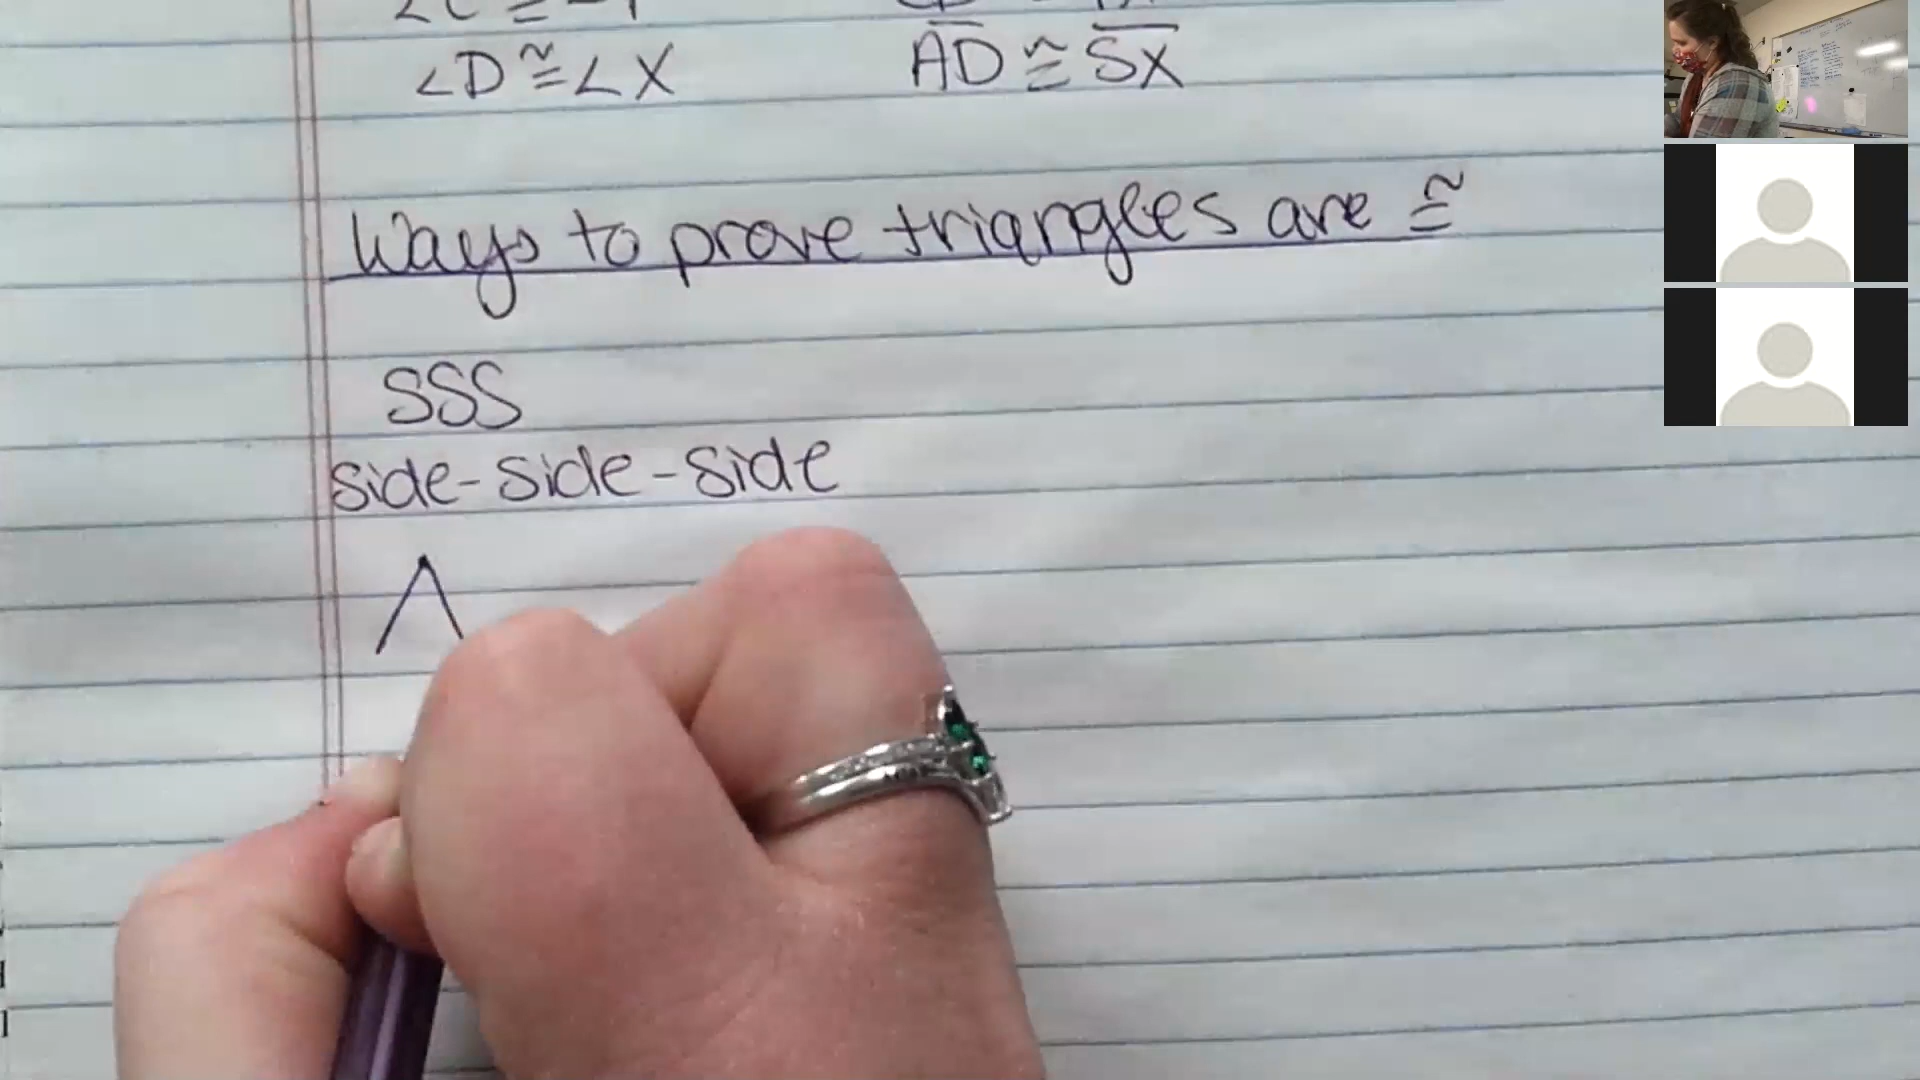 ∠D ≅ ∠X
AD ≅ SX
Ways to prove triangles are ≅
SSS
side-side-side